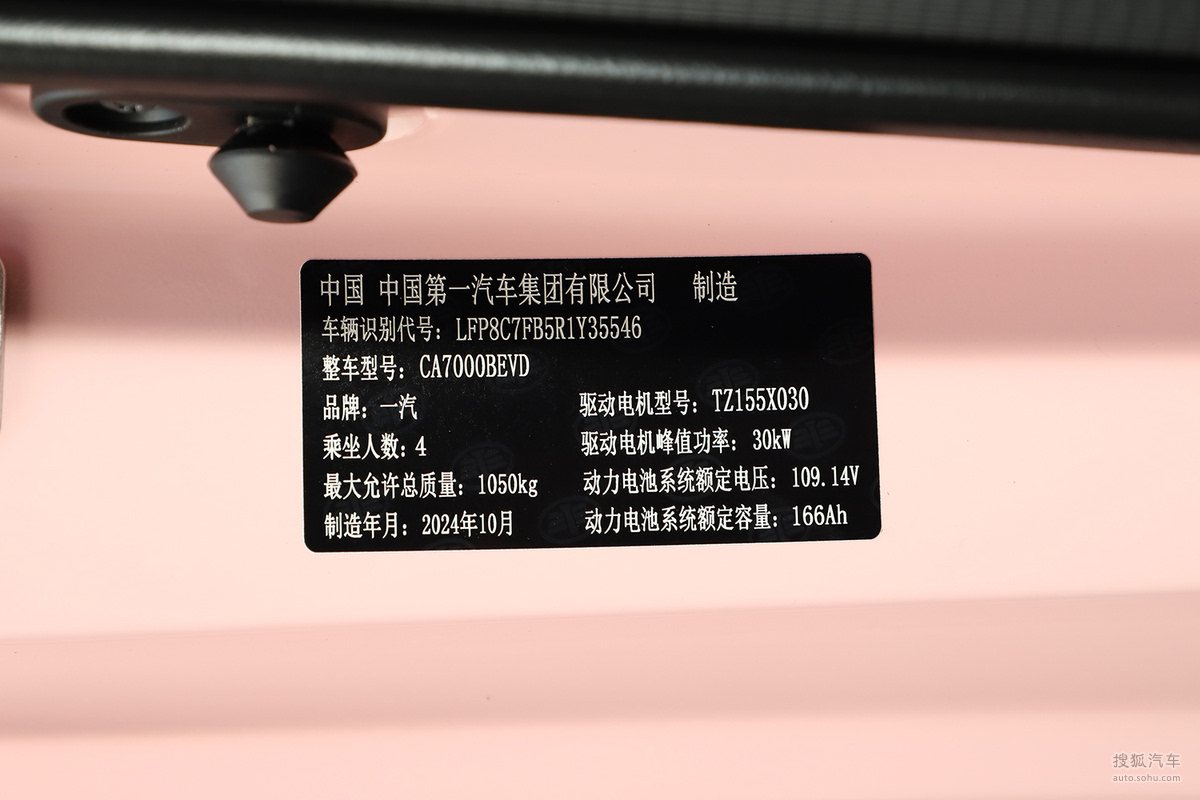 中国 中国第一汽车集团有限公司 制造
车辆识别代号：LFP8C7FB5R1Y35546
整车型号：CA7000BEVD
品牌：一汽 驱动电机型号：TZ155X030
乘坐人数：4 驱动电机峰值功率：30kW
最大允许总质量：1050kg 动力电池系统额定电压：109.14V
制造年月：2024年10月 动力电池系统额定容量：166Ah
搜狐汽车
auto.sohu.com